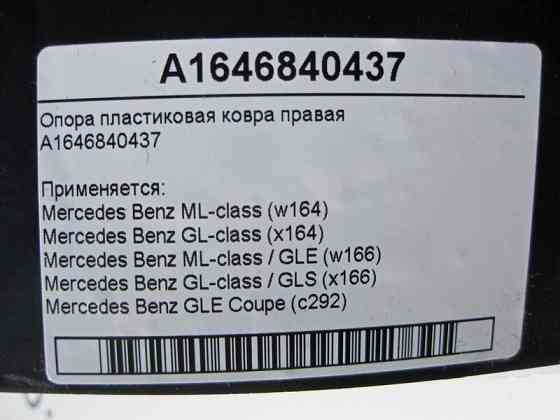 A1646840437
Опора пластиковая ковра правая
A1646840437
Применяется:
Mercedes Benz ML-class (w164)
Mercedes Benz GL-class (x164)
Mercedes Benz ML-class / GLE (w166)
Mercedes Benz GL-class / GLS (x166)
Mercedes Benz GLE Coupe (c292)